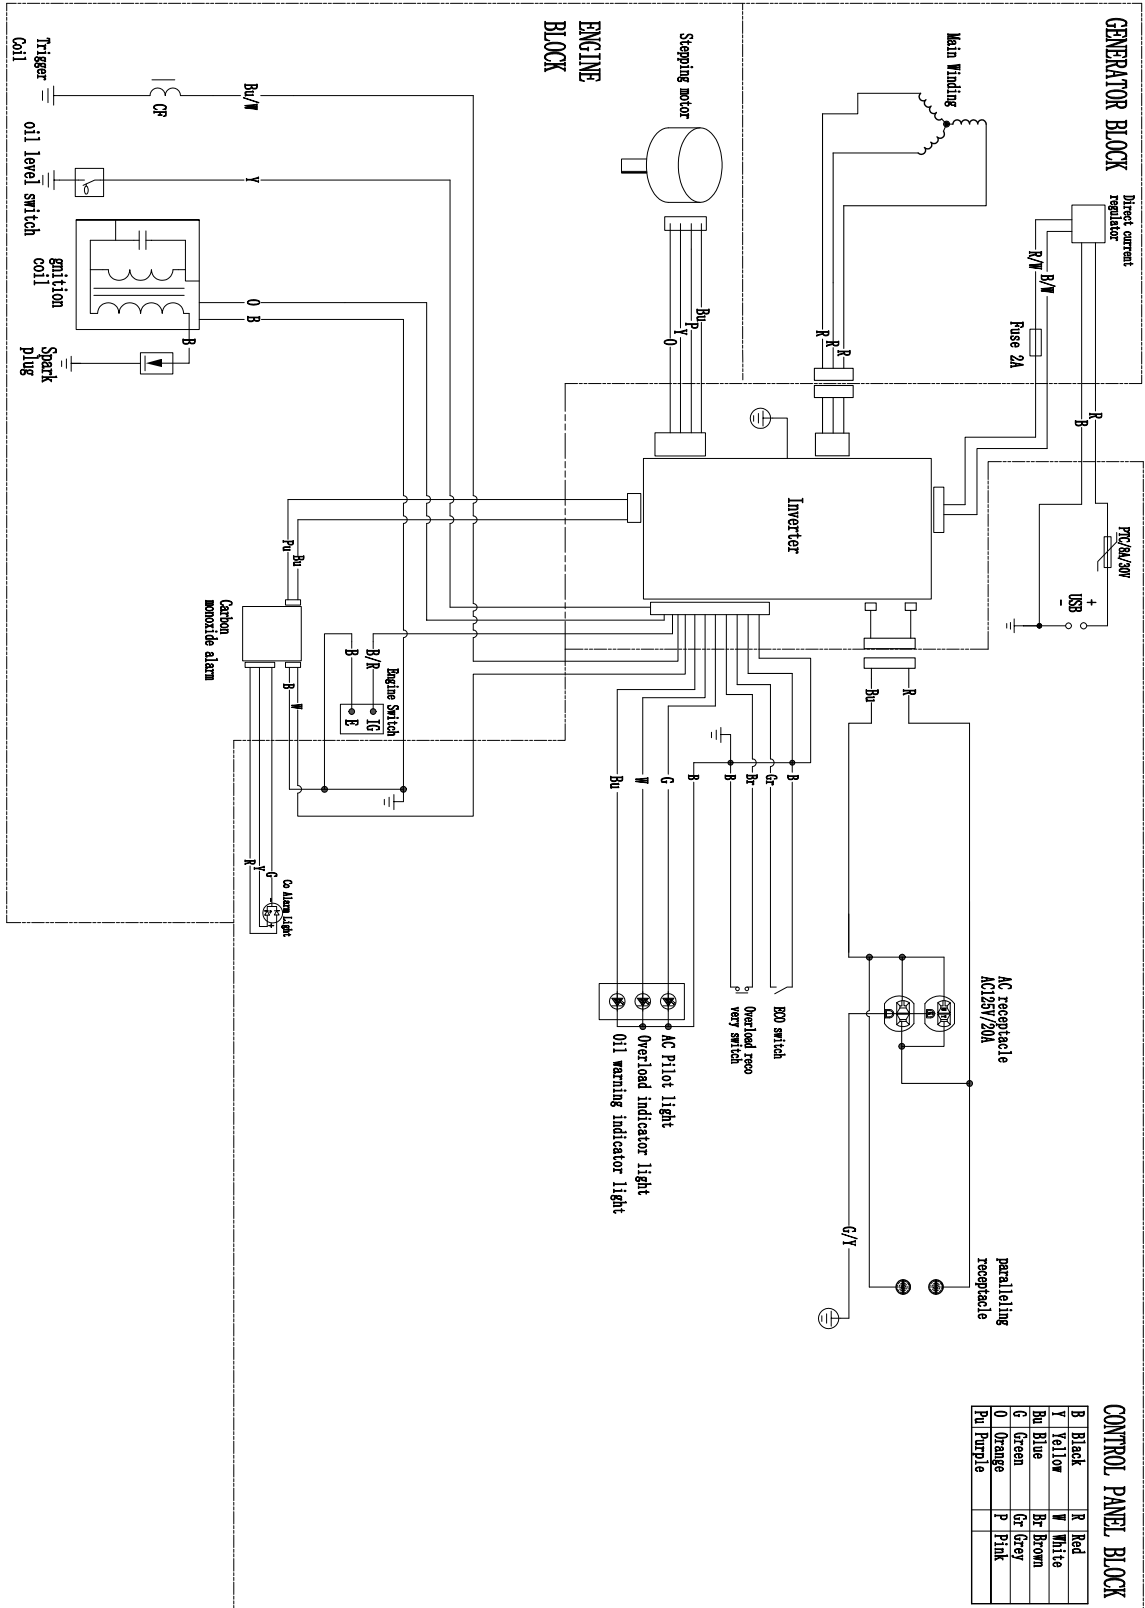 GENERATOR BLOCK
Main Winding
Direct current
regulator
R/W
B/W
Fuse 2A
R
B
R
R
R
PTC/8A/30V
+
USB
-
ENGINE
BLOCK
Stepping motor
Bu
P
Y
O
Inverter
Trigger
Coil
CF
Bu/W
oil level switch
Y
gnition
coil
O
B
B
Spark
plug
Pu
Bu
Carbon
monoxide alarm
B
W
B
B/R
Engine Switch
IG
E
G
Y
R
Co Alarm Light
-
+
Bu
R
B
Gr
Br
B
B
G
W
Bu
ECO switch
Overload reco
very switch
AC Pilot light
Overload indicator light
Oil warning indicator light
AC receptacle
AC125V/20A
G/Y
paralleling
receptacle
CONTROL PANEL BLOCK
B Black R Red
Y Yellow W White
Bu Blue Br Brown
G Green Gr Grey
O Orange P Pink
Pu Purple